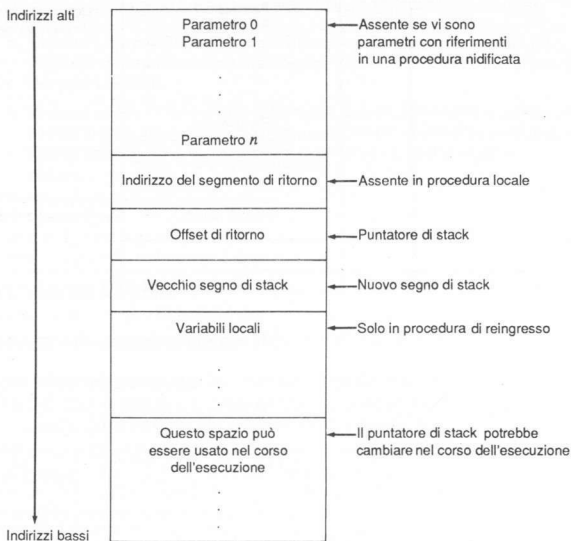 Indirizzi alti
Parametro 0
Parametro 1
Assente se vi sono
parametri con riferimenti
in una procedura nidificata
Parametro n
Indirizzo del segmento di ritorno
Assente in procedura locale
Offset di ritorno
Puntatore di stack
Vecchio segno di stack
Nuovo segno di stack
Variabili locali
Solo in procedura di reingresso
Questo spazio può
essere usato nel corso
dell'esecuzione
Il puntatore di stack potrebbe
cambiare nel corso dell'esecuzione
Indirizzi bassi